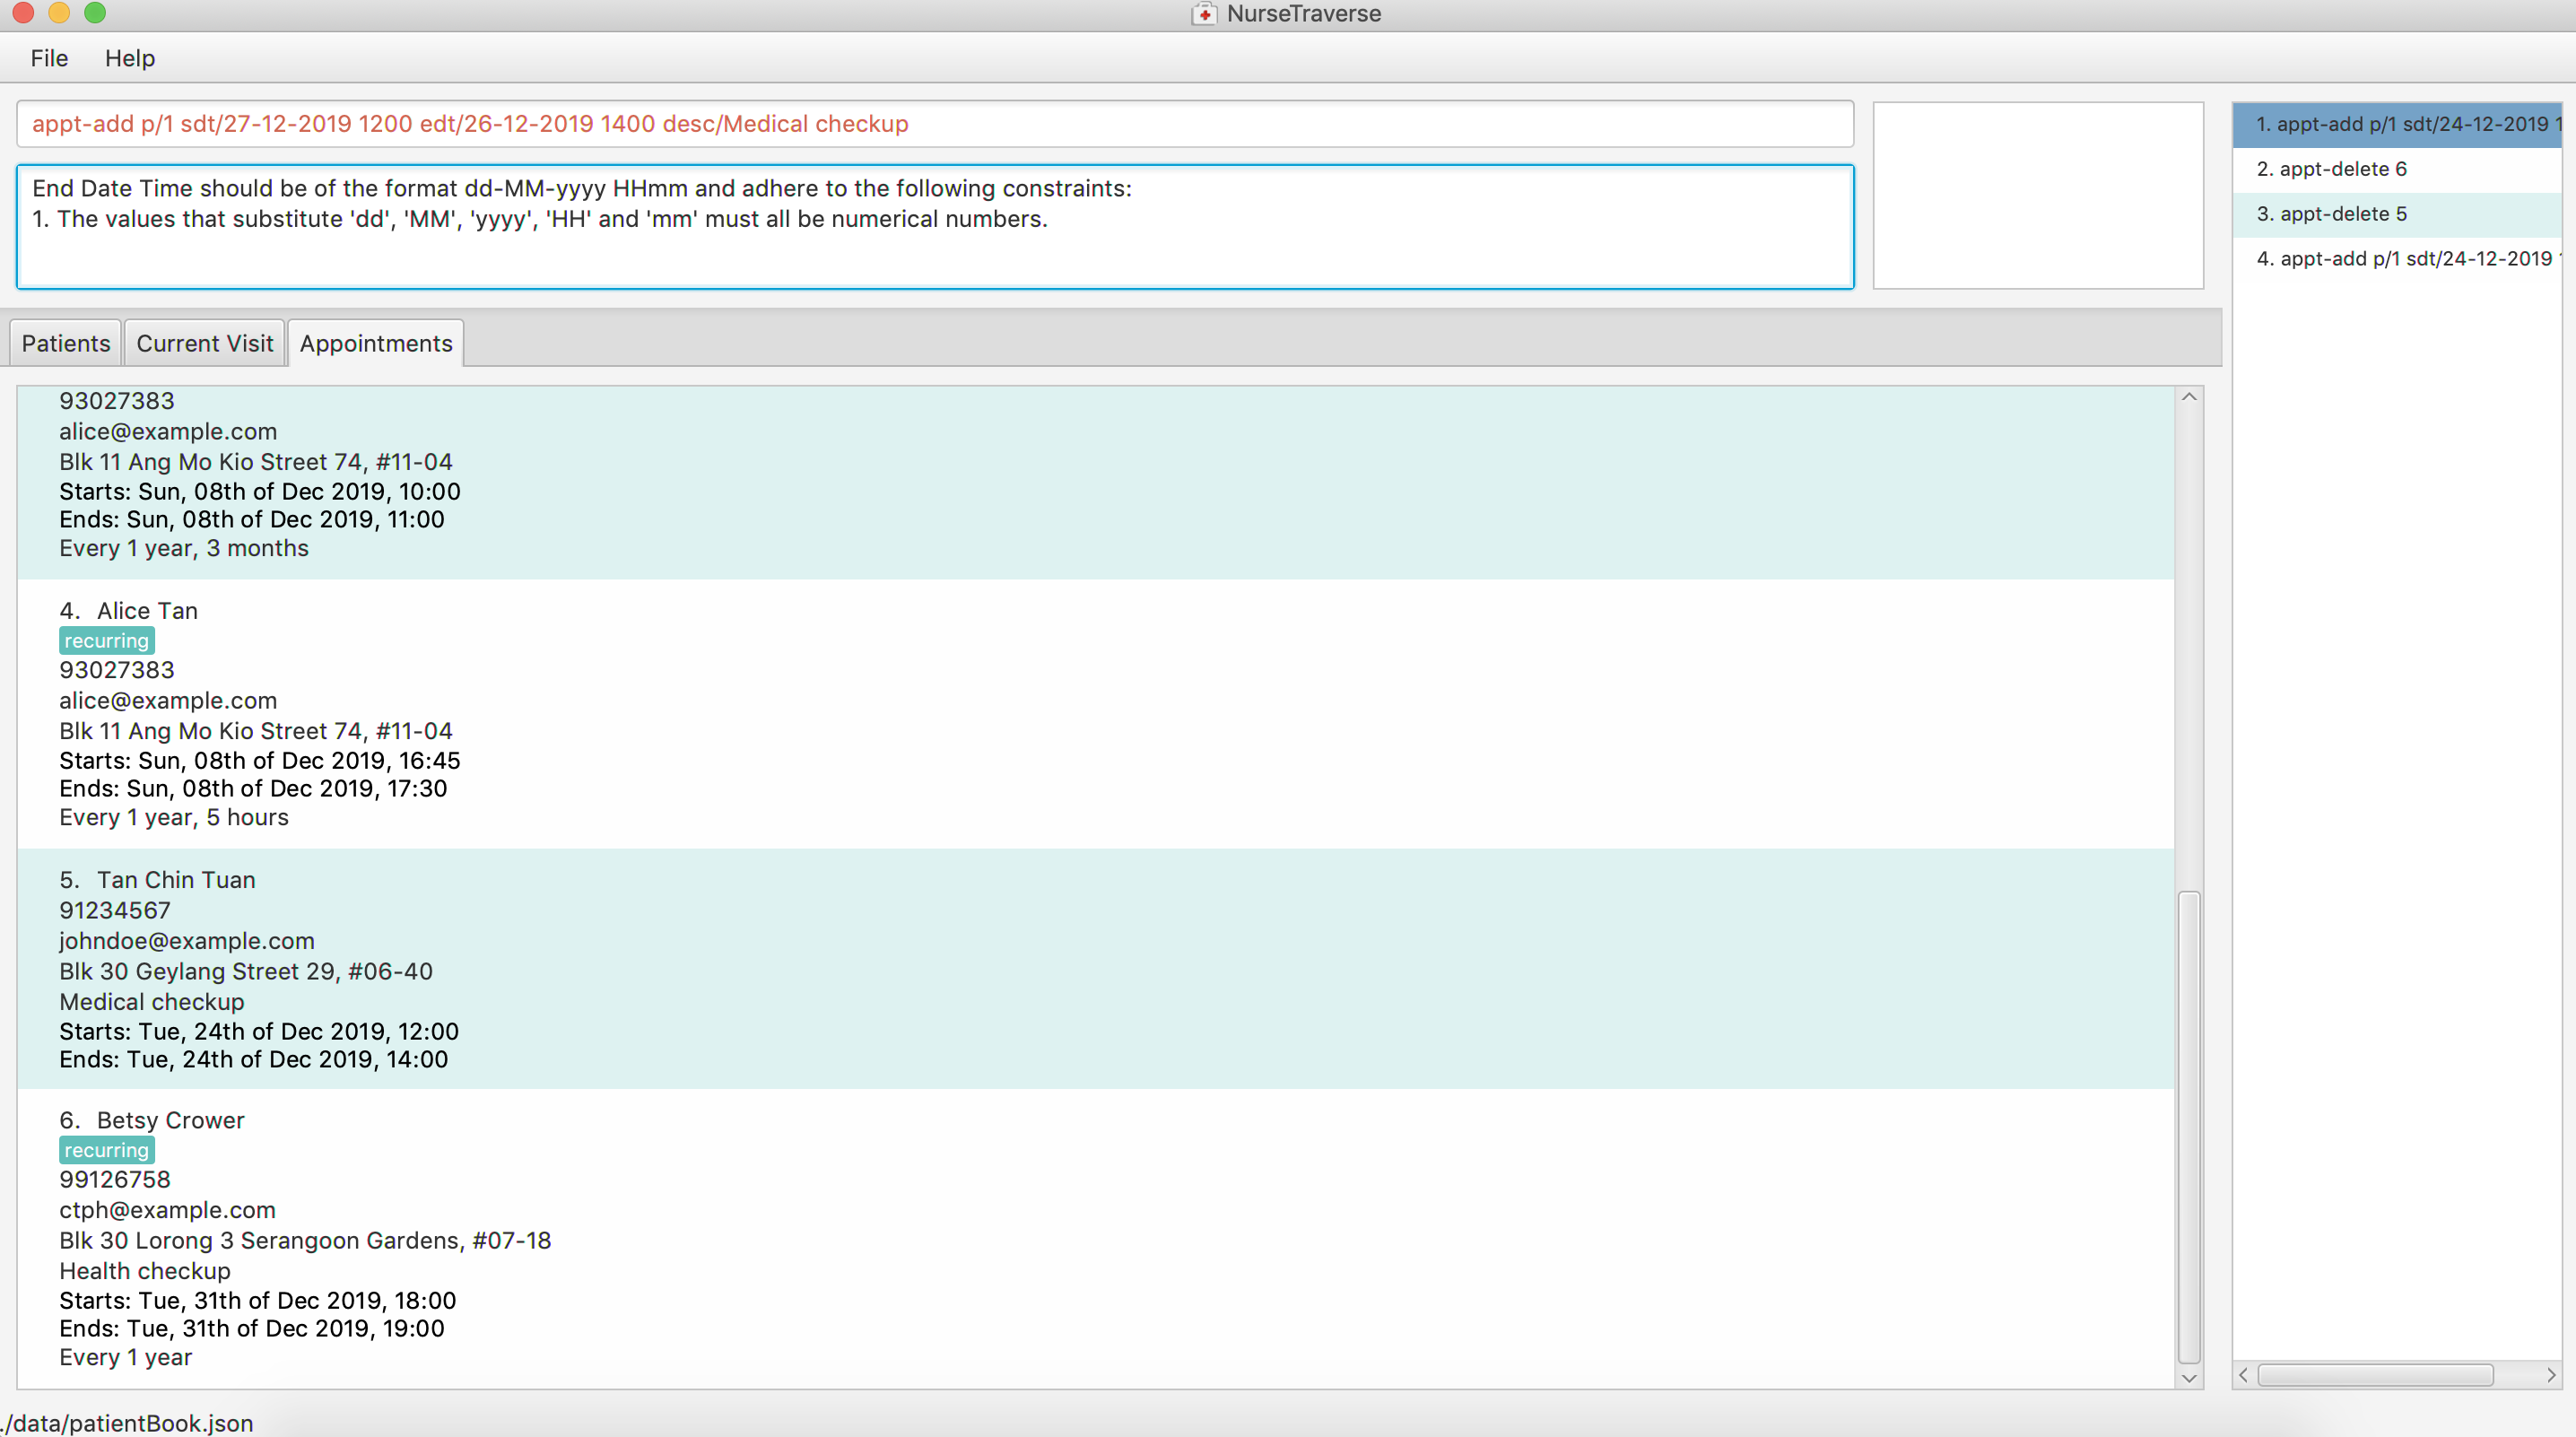 NurseTraverse
File Help
appt-add p/1 sdt/27-12-2019 1200 edt/26-12-2019 1400 desc/Medical checkup
End Date Time should be of the format dd-MM-yyyy HHmm and adhere to the following constraints:
1. The values that substitute 'dd', 'MM', 'yyyy', 'HH' and 'mm' must all be numerical numbers.
1. appt-add p/1 sdt/24-12-2019 1
2. appt-delete 6
3. appt-delete 5
4. appt-add p/1 sdt/24-12-2019
Patients Current Visit Appointments
93027383
alice@example.com
Blk 11 Ang Mo Kio Street 74, #11-04
Starts: Sun, 08th of Dec 2019, 10:00
Ends: Sun, 08th of Dec 2019, 11:00
Every 1 year, 3 months
4. Alice Tan
recurring
93027383
alice@example.com
Blk 11 Ang Mo Kio Street 74, #11-04
Starts: Sun, 08th of Dec 2019, 16:45
Ends: Sun, 08th of Dec 2019, 17:30
Every 1 year, 5 hours
5. Tan Chin Tuan
91234567
johndoe@example.com
Blk 30 Geylang Street 29, #06-40
Medical checkup
Starts: Tue, 24th of Dec 2019, 12:00
Ends: Tue, 24th of Dec 2019, 14:00
6. Betsy Crower
recurring
99126758
ctph@example.com
Blk 30 Lorong 3 Serangoon Gardens, #07-18
Health checkup
Starts: Tue, 31th of Dec 2019, 18:00
Ends: Tue, 31th of Dec 2019, 19:00
Every 1 year
./data/patientBook.json